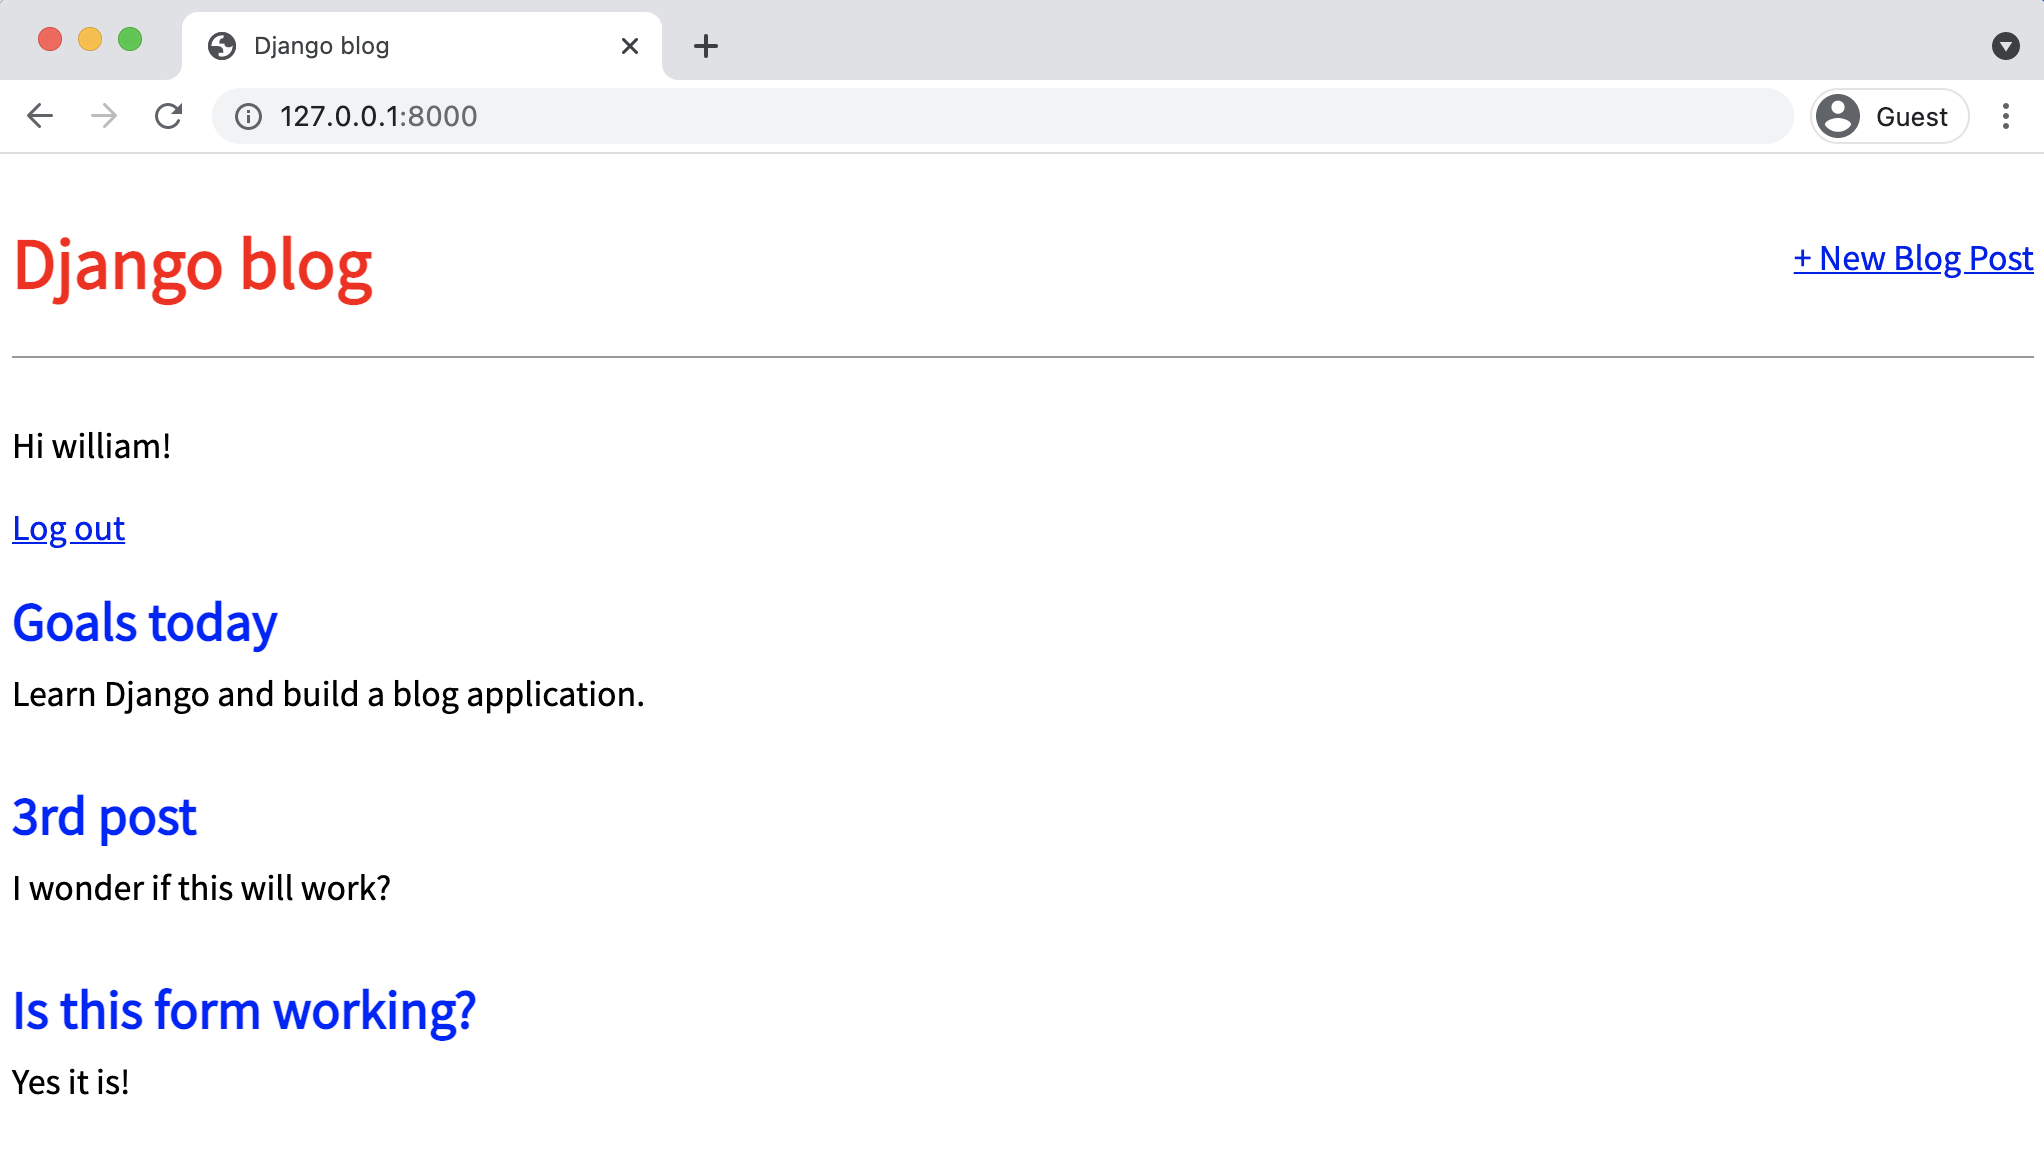 Django blog
127.0.0.1:8000
Guest
Django blog
+ New Blog Post
Hi william!
Log out
Goals today
Learn Django and build a blog application.
3rd post
I wonder if this will work?
Is this form working?
Yes it is!